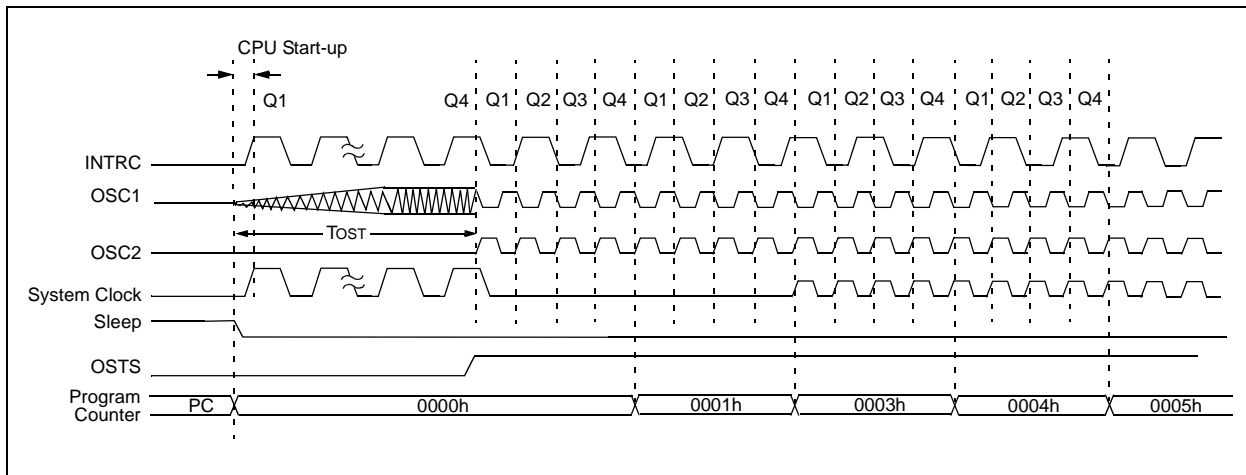 CPU Start-up
Q1 Q4 Q1 Q2 Q3 Q4 Q1 Q2 Q3 Q4 Q1 Q2 Q3 Q4 Q1 Q2 Q3 Q4
INTRC
OSC1
TOST
OSC2
System Clock
Sleep
OSTS
Program
Counter
PC 0000h 0001h 0003h 0004h 0005h